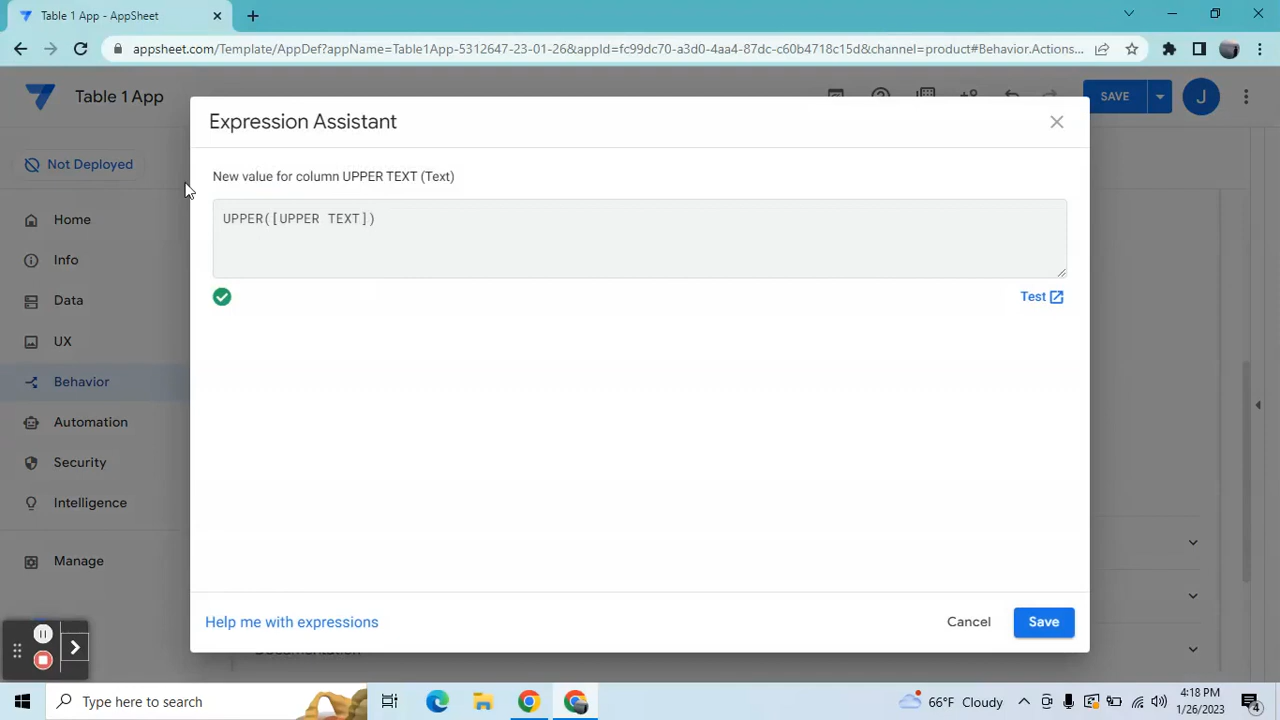 Table 1 App - AppSheet
appsheet.com/Template/AppDef?appName=Table1App-5312647-23-01-26&appId=fc99dc70-a3d0-4aa4-87dc-c60b4718c15d&channel=product#Behavior.Actions...
Table 1 App
SAVE
J
Expression Assistant
Not Deployed
New value for column UPPER TEXT (Text)
Home
UPPER([UPPER TEXT])
Info
Data
Test
UX
Behavior
Automation
Security
Intelligence
Manage
Help me with expressions
Cancel
Save
Documentation
Type here to search
66°F Cloudy
4:18 PM
1/26/2023
4